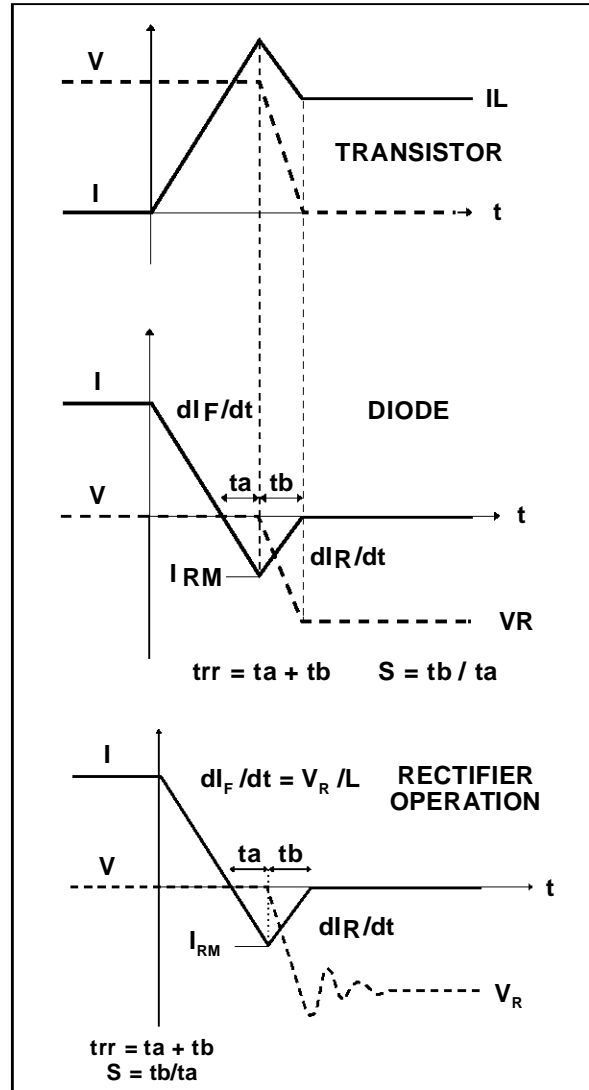 V
IL
TRANSISTOR
I
t
I
dIF/dt
DIODE
ta tb
V
t
IRM
dIR/dt
VR
trr = ta + tb S = tb / ta
I
dIF/dt = VR/L
RECTIFIER
OPERATION
ta tb
V
t
IRM
dIR/dt
VR
trr = ta + tb
S = tb/ta